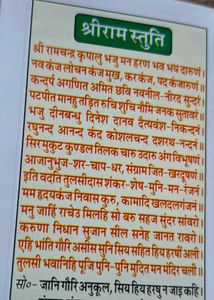 श्रीराम स्तुति
श्री रामचन्द्र कृपालु भजु मन हरण भव भय दारुणं।
नव कंज लोचन कंज मुख, कर कंज, पद कंजारुणं॥
कन्दर्प अगणित अमित छवि नवनील-नीरद सुन्दरं
पटपीत मानहु तड़ित रुचि शुचि नौमि जनक सुतावरं
भजु दीनबन्धु दिनेश दानव दैत्यवंश-निकन्दनं
रघुनन्द आनन्द कंद कोशलचन्द दशरथ-नन्दनं
सिर मुकुट कुण्डल तिलक चारु उदारु अंग विभूषणं
आजानुभुज-शर-चाप-धर, संग्राम जित-खरदूषणं
इति वदति तुलसीदास शंकर-शेष-मुनि-मन-रंजनं
मम हृदयकंज निवास कुरु, कामादि खलदलगंजनं
मनु जाहिं राचेउ मिलहि सो बरु सहज सुंदर सांवरो
करुणा निधान सुजान सील सनेह जानत रावरो
एहि भांति गौरि असीस सुनि सिय सहित हिय हरषीं अली
तुलसी भवानिहि पूजि पुनि-पुनि मुदित मन मंदिर चली
सो०- जानि गौरि अनुकूल, सिय हिय हरषु न जाइ कहि।